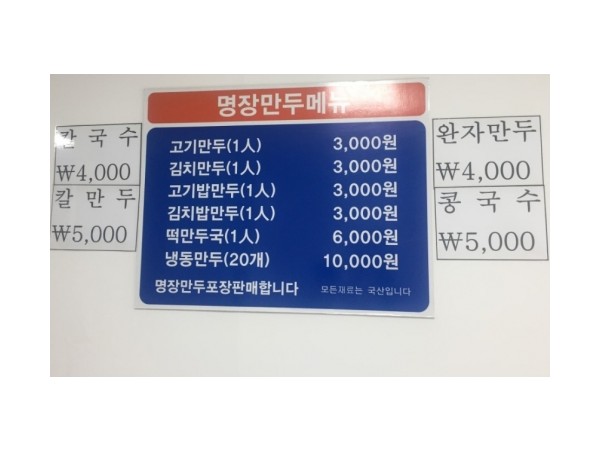 명장만두메뉴
고기만두(1人) 3,000원
김치만두(1人) 3,000원
고기밥만두(1人) 3,000원
김치밥만두(1人) 3,000원
떡만두국(1人) 6,000원
냉동만두(20개) 10,000원
명장만두포장판매합니다 모든재료는 국산입니다
칼국수
₩4,000
칼만두
₩5,000
완자만두
₩4,000
콩국수
₩5,000